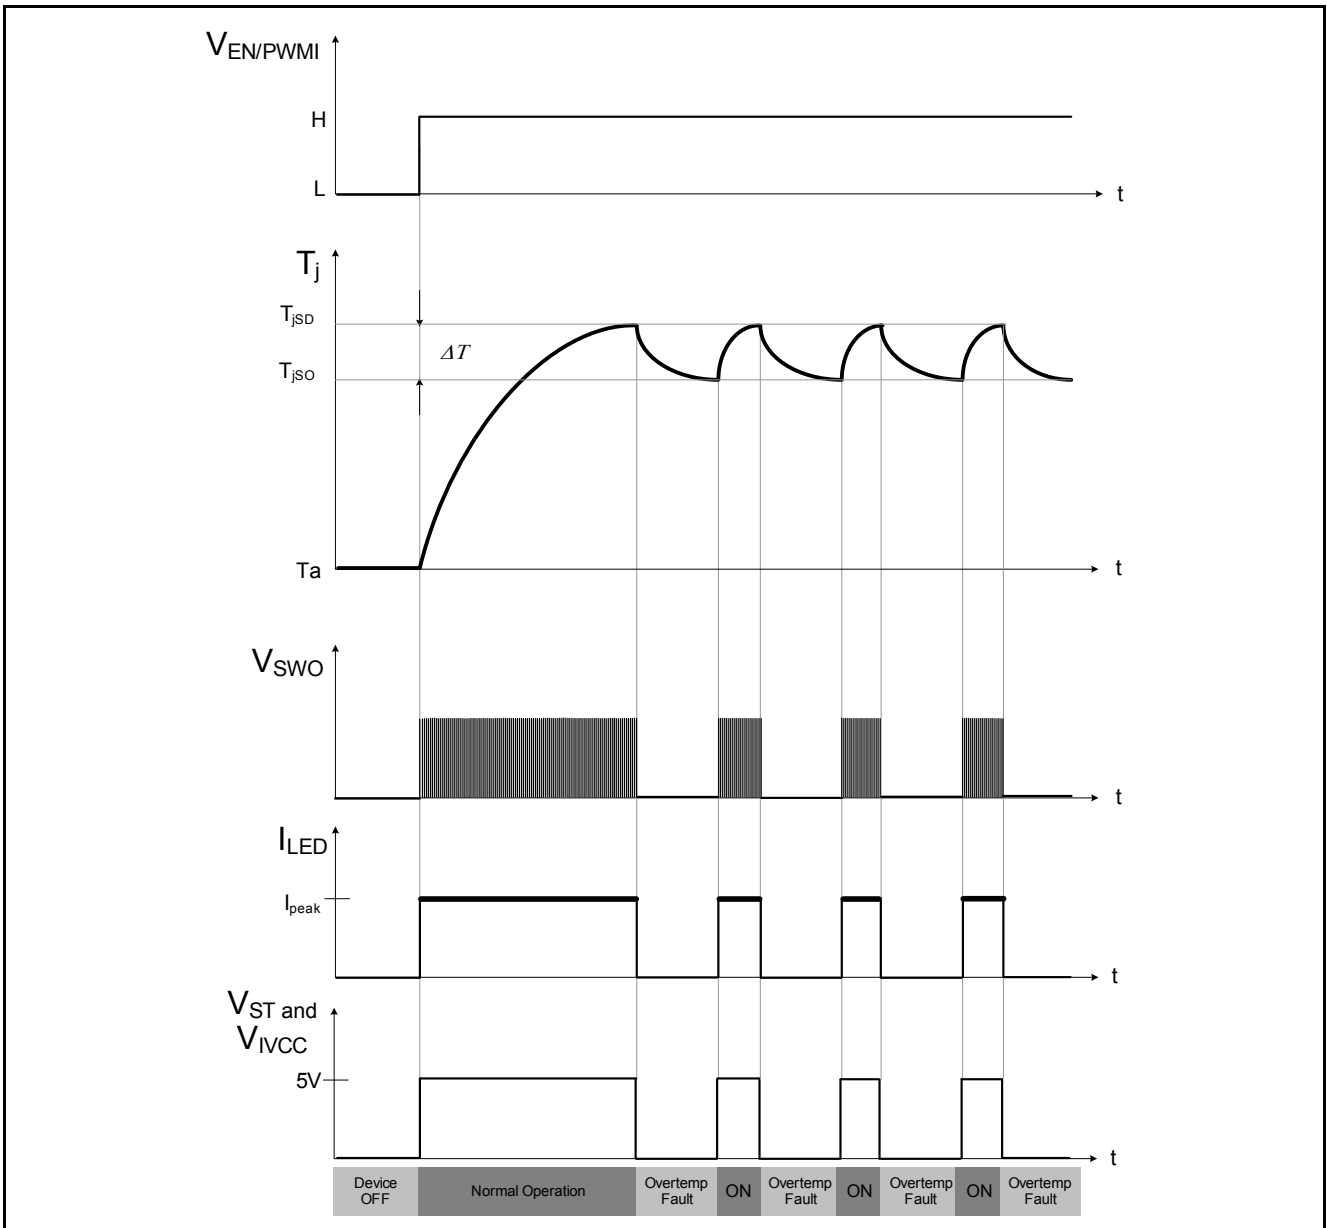 VEN/PWMI
H
L
t
Tj
TjSD
ΔT
TjSO
Ta
t
VSWO
t
ILED
Ipeak
t
VST and
VIVCC
5V
t
Device
OFF
Normal Operation
Overtemp
Fault
ON
Overtemp
Fault
ON
Overtemp
Fault
ON
Overtemp
Fault